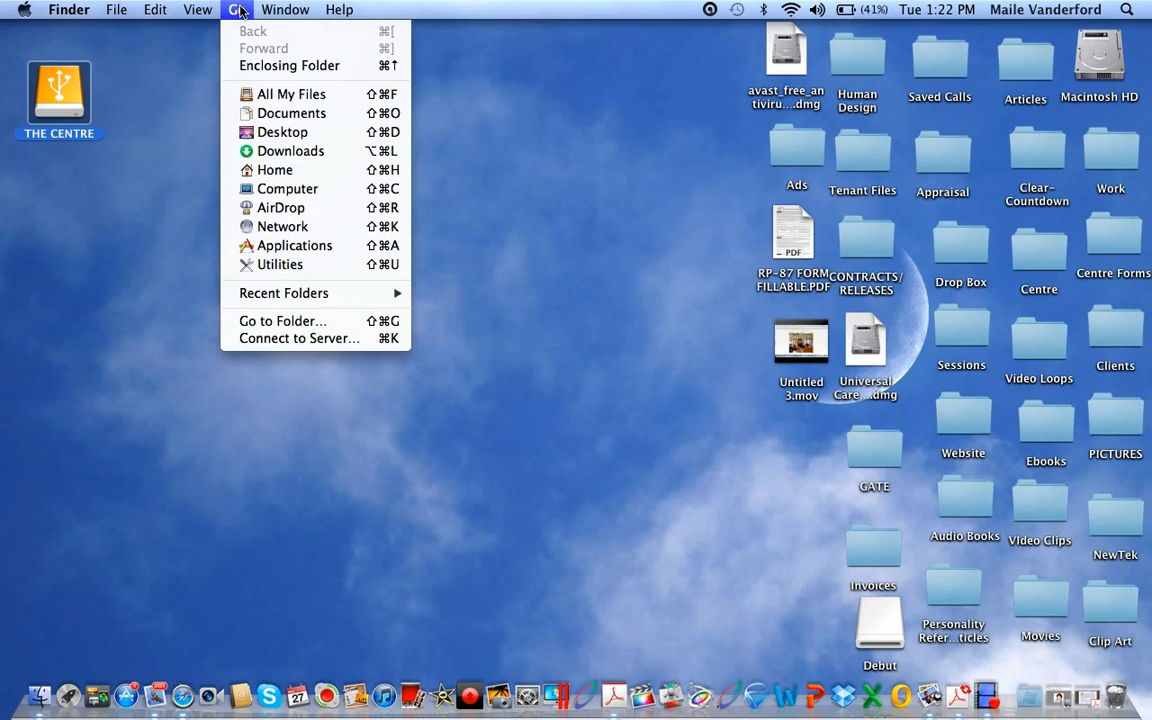 Finder File Edit View Go Window Help (41%) Tue 1:22 PM Maile Vanderford
Back ⌘[
Forward ⌘]
Enclosing Folder ⌘↑
All My Files ⇧⌘F
Documents ⇧⌘O
Desktop ⇧⌘D
Downloads ⌥⌘L
Home ⇧⌘H
Computer ⇧⌘C
AirDrop ⇧⌘R
Network ⇧⌘K
Applications ⇧⌘A
Utilities ⇧⌘U
Recent Folders
Go to Folder... ⇧⌘G
Connect to Server... ⌘K
THE CENTRE
avast_free_an
tiviru....dmg
Human
Design
Saved Calls
Articles
Macintosh HD
Ads
Tenant Files
Appraisal
Clear-
Countdown
Work
PDF
RP-87 FORM
FILLABLE.PDF
CONTRACTS/
RELEASES
Drop Box
Centre
Centre Forms
Untitled
3.mov
Universal
Care....dmg
Sessions
Video Loops
Clients
GATE
Website
Ebooks
PICTURES
Invoices
Audio Books
VIdeo Clips
NewTek
Debut
Personality
Refer...ticles
Movies
Clip Art
27